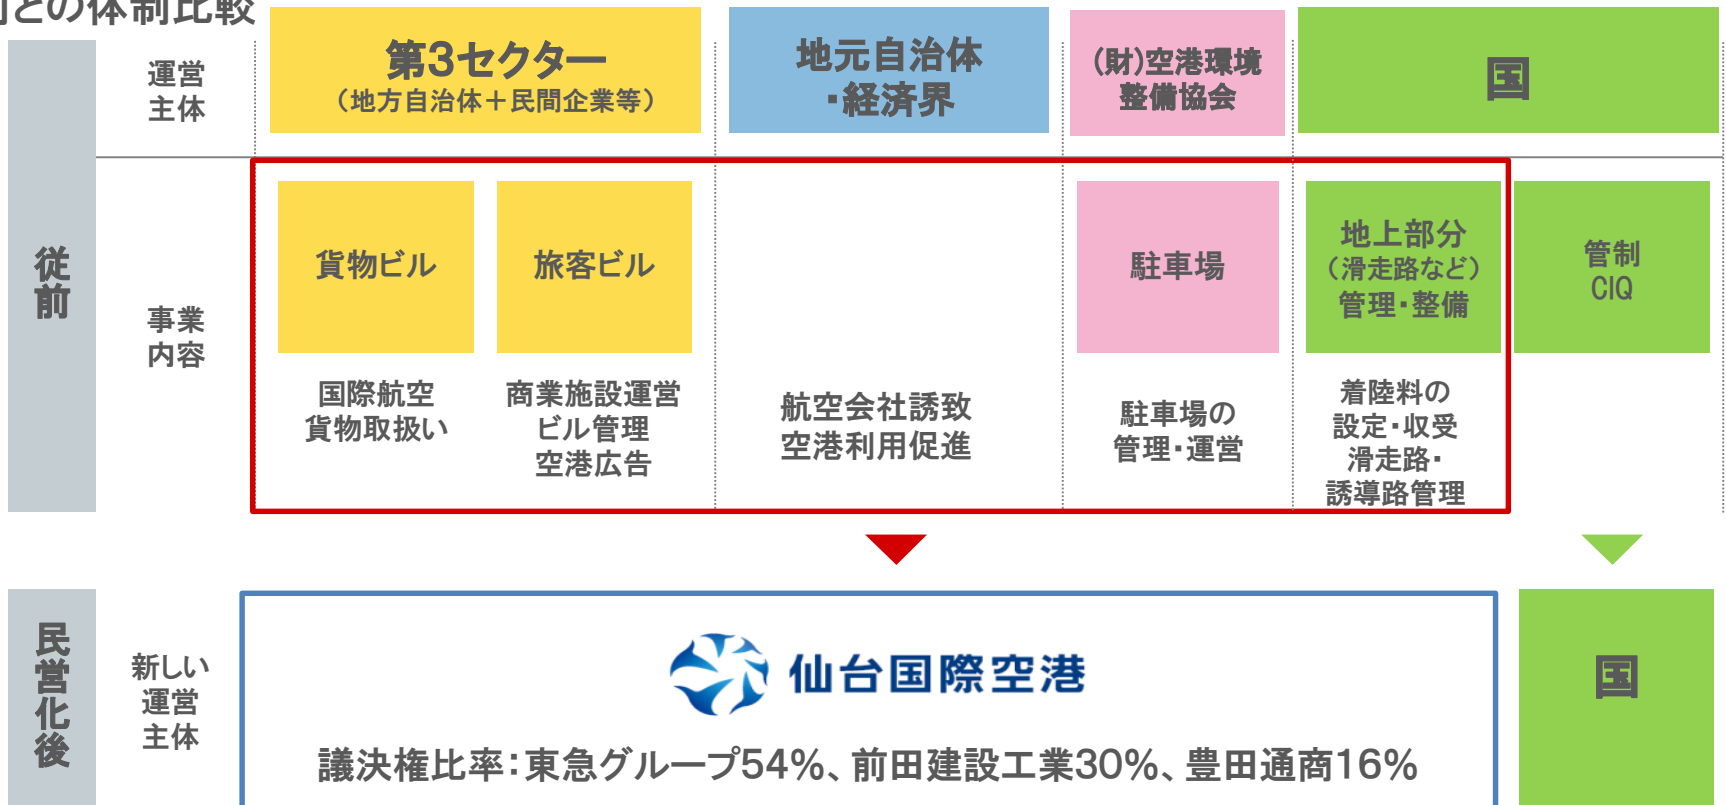 との体制比較
従前
運営
主体
第3セクター
（地方自治体＋民間企業等）
地元自治体
・経済界
（財）空港環境
整備協会
国
事業
内容
貨物ビル
旅客ビル
駐車場
地上部分
（滑走路など）
管理・整備
管制
CIQ
国際航空
貨物取扱い
商業施設運営
ビル管理
空港広告
航空会社誘致
空港利用促進
駐車場の
管理・運営
着陸料の
設定・収受
滑走路・
誘導路管理
民営化後
新しい
運営
主体
仙台国際空港
議決権比率：東急グループ54%、前田建設工業30%、豊田通商16%
国